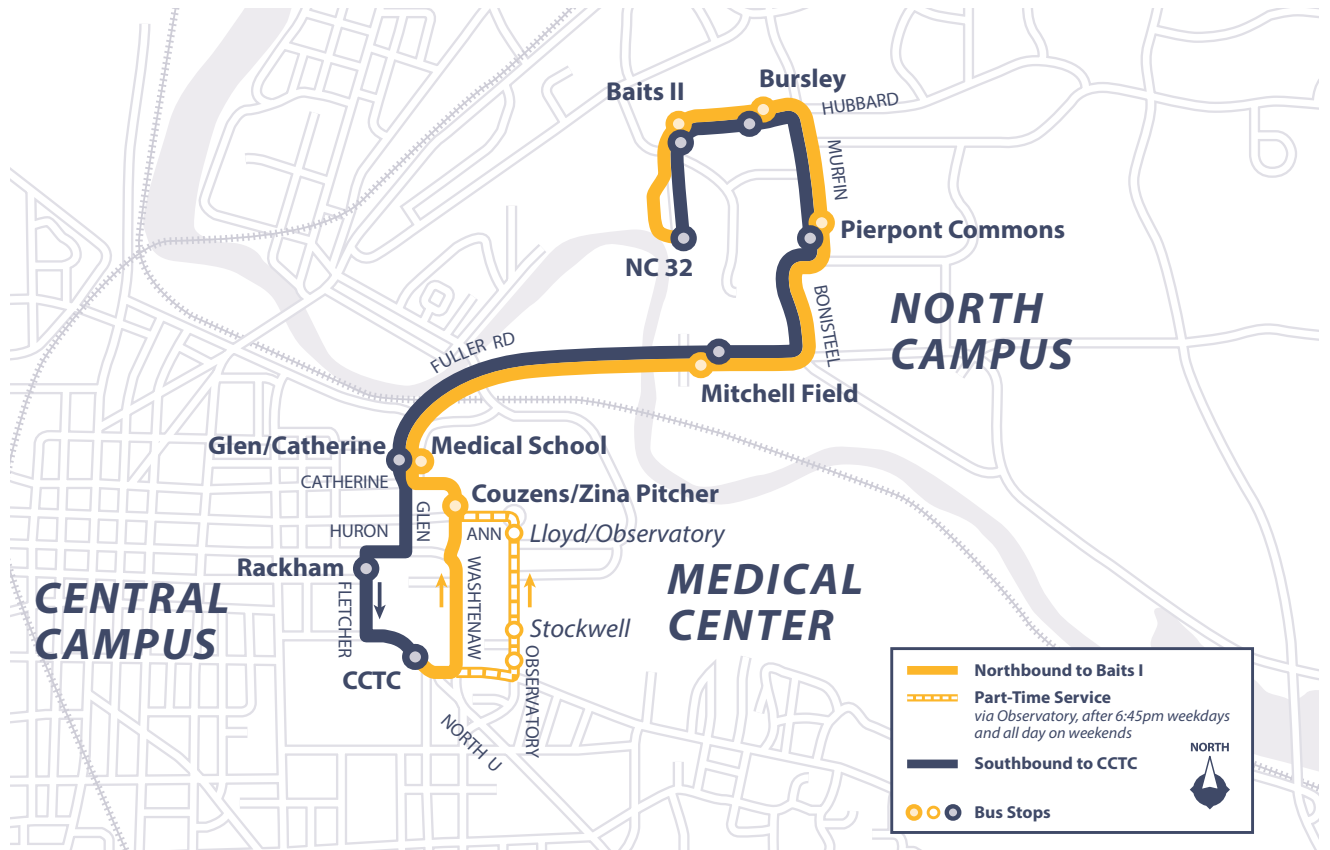 Bursley
Baits II
HUBBARD
MURFIN
Pierpont Commons
NC 32
BONISTEEL
NORTH
CAMPUS
FULLER RD
Mitchell Field
Glen/Catherine
Medical School
CATHERINE
Couzens/Zina Pitcher
GLEN
HURON
ANN
Lloyd/Observatory
Rackham
WASHTENAW
MEDICAL
CENTER
CENTRAL
CAMPUS
FLETCHER
Stockwell
OBSERVATORY
CCTC
NORTH U
Northbound to Baits I
Part-Time Service
via Observatory, after 6:45pm weekdays
and all day on weekends
NORTH
Southbound to CCTC
Bus Stops